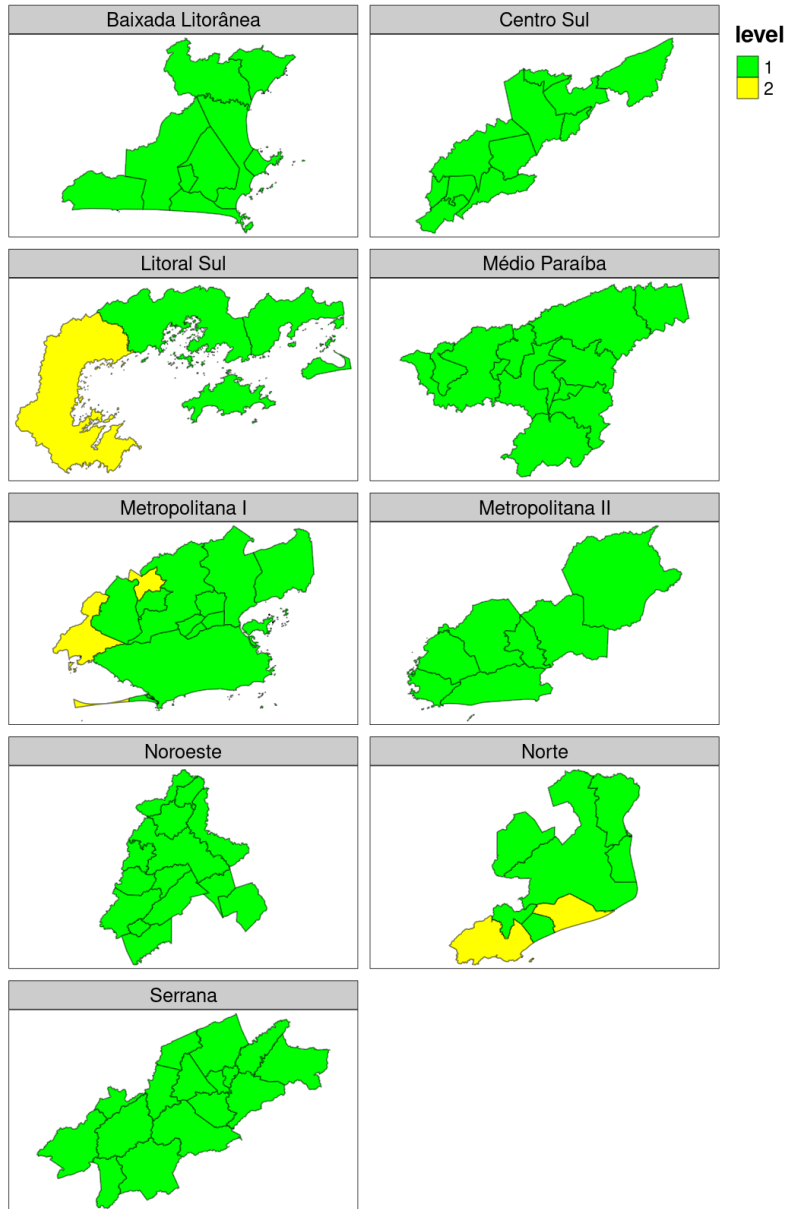 Baixada Litorânea
Centro Sul
level
1
2
Litoral Sul
Médio Paraíba
Metropolitana I
Metropolitana II
Noroeste
Norte
Serrana